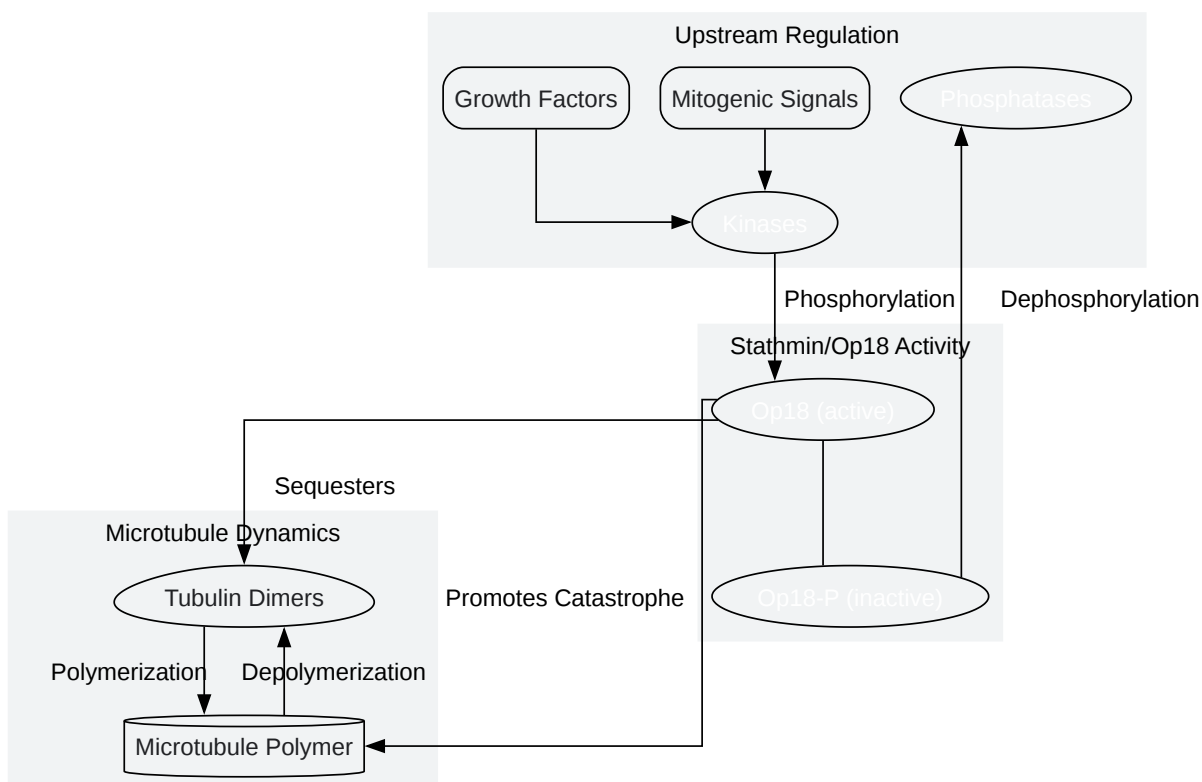 Upstream Regulation
Growth Factors
Mitogenic Signals
Phosphatases
Kinases
Phosphorylation
Dephosphorylation
Stathmin/Op18 Activity
Op18 (active)
Sequesters
Microtubule Dynamics
Tubulin Dimers
Promotes Catastrophe
Op18-P (inactive)
Polymerization
Depolymerization
Microtubule Polymer